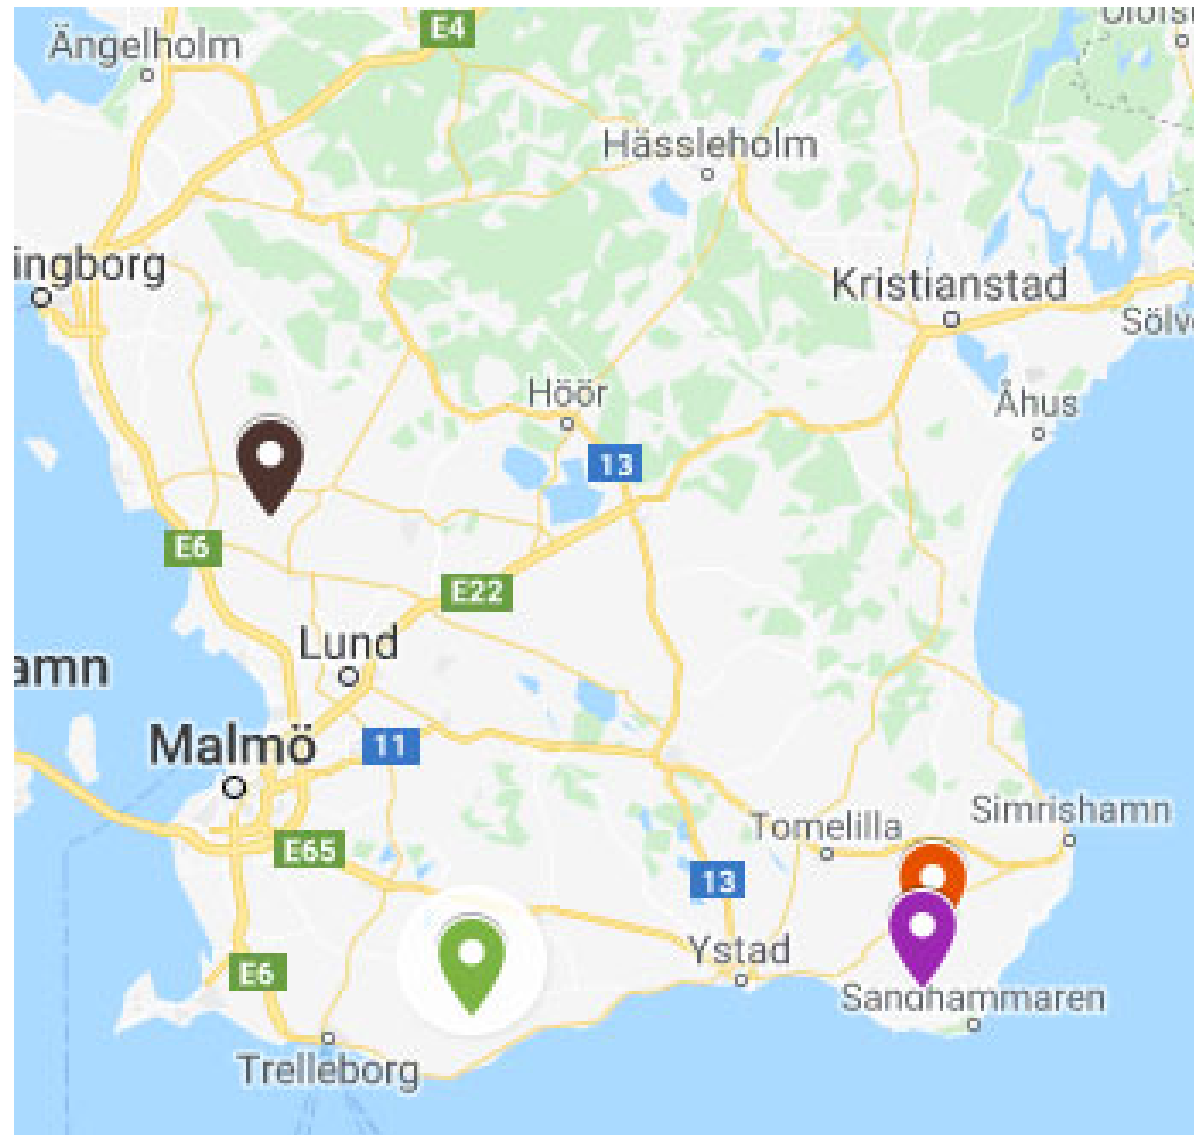 E4
Ängelholm
Hässleholm
ingborg
Kristianstad
Sölv
Höör
Åhus
13
E6
E22
Lund
amn
Malmö
11
Simrishamn
Tomelilla
E65
13
Ystad
E6
Sandhammaren
Trelleborg